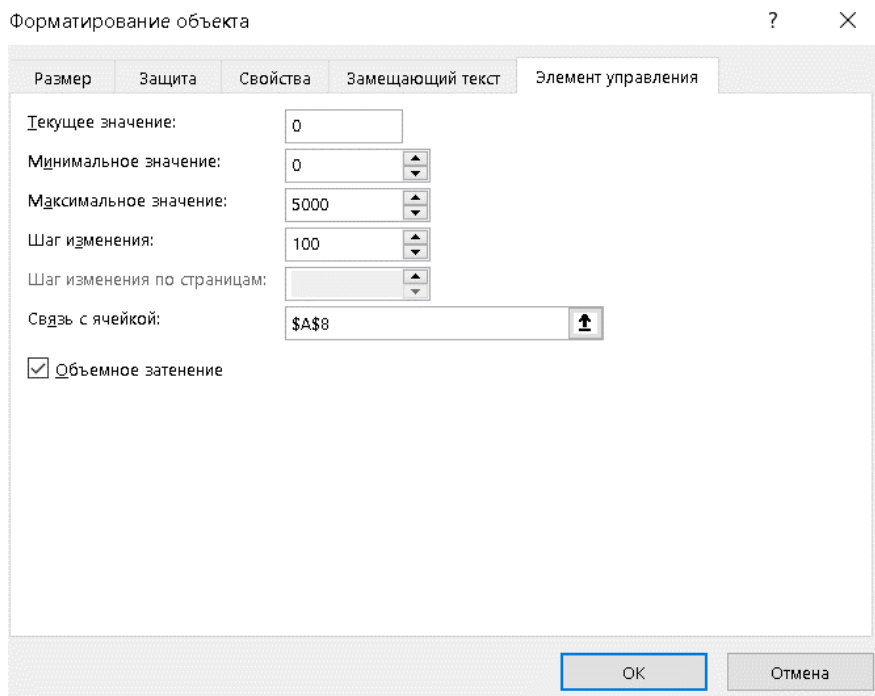 Форматирование объекта ?
Размер Защита Свойства Замещающий текст Элемент управления
Текущее значение: 0
Минимальное значение: 0
Максимальное значение: 5000
Шаг изменения: 100
Шаг изменения по страницам:
Связь с ячейкой: $A$8
Объемное затенение
ОК Отмена